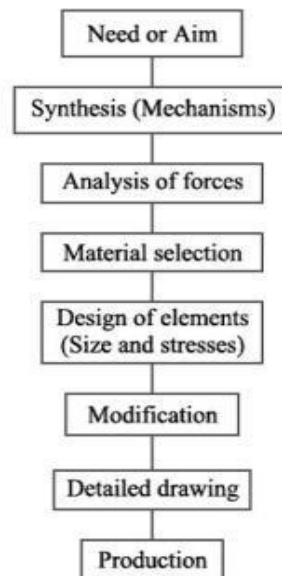 Need or Aim
Synthesis (Mechanisms)
Analysis of forces
Material selection
Design of elements
(Size and stresses)
Modification
Detailed drawing
Production